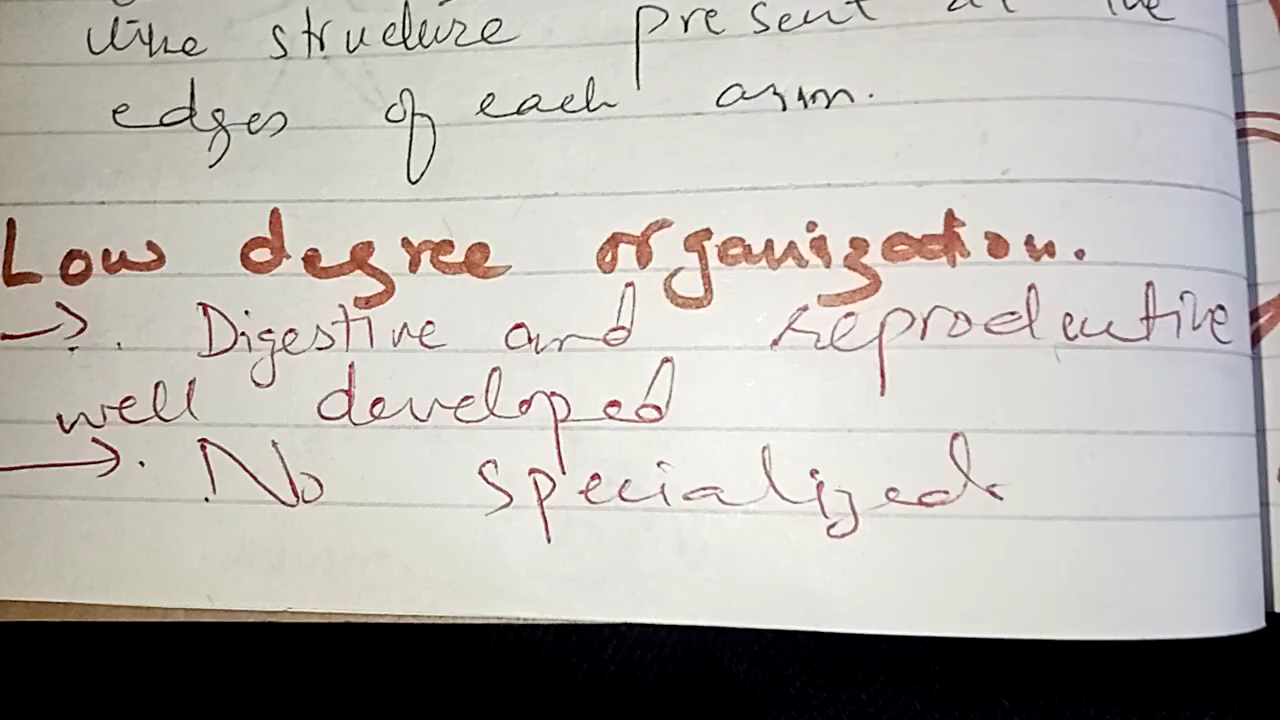 like structure present at the
edges of each arm.
Low degree organization.
→. Digestive and reproductive
well developed
→. No specialized